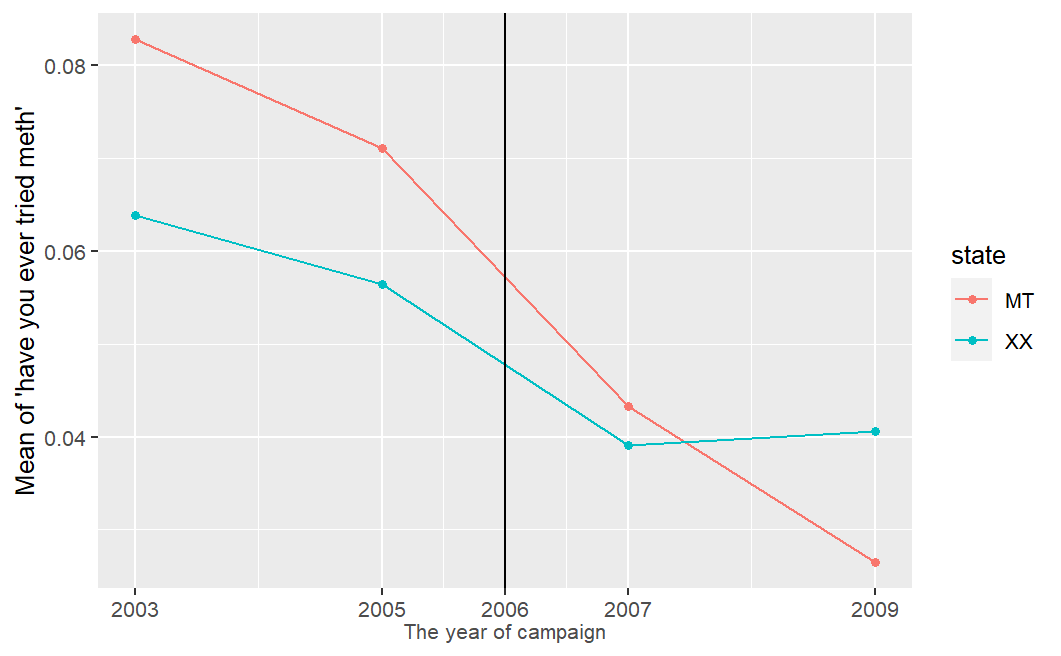 Mean of 'have you ever tried meth'
0.08
0.06
0.04
2003 2005 2006 2007 2009
The year of campaign
state
MT
XX